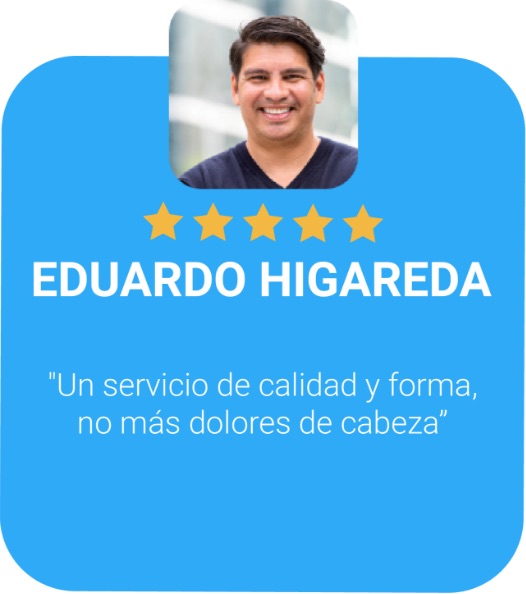 EDUARDO HIGAREDA
"Un servicio de calidad y forma,
no más dolores de cabeza”